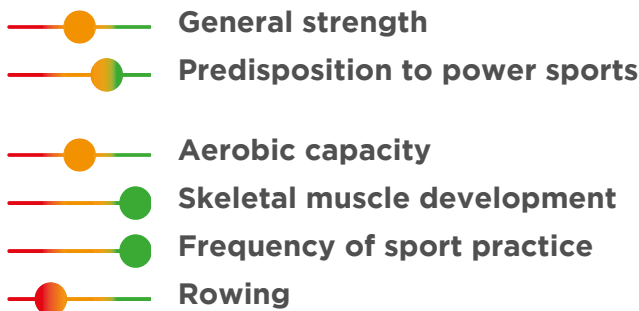 General strength
Predisposition to power sports
Aerobic capacity
Skeletal muscle development
Frequency of sport practice
Rowing